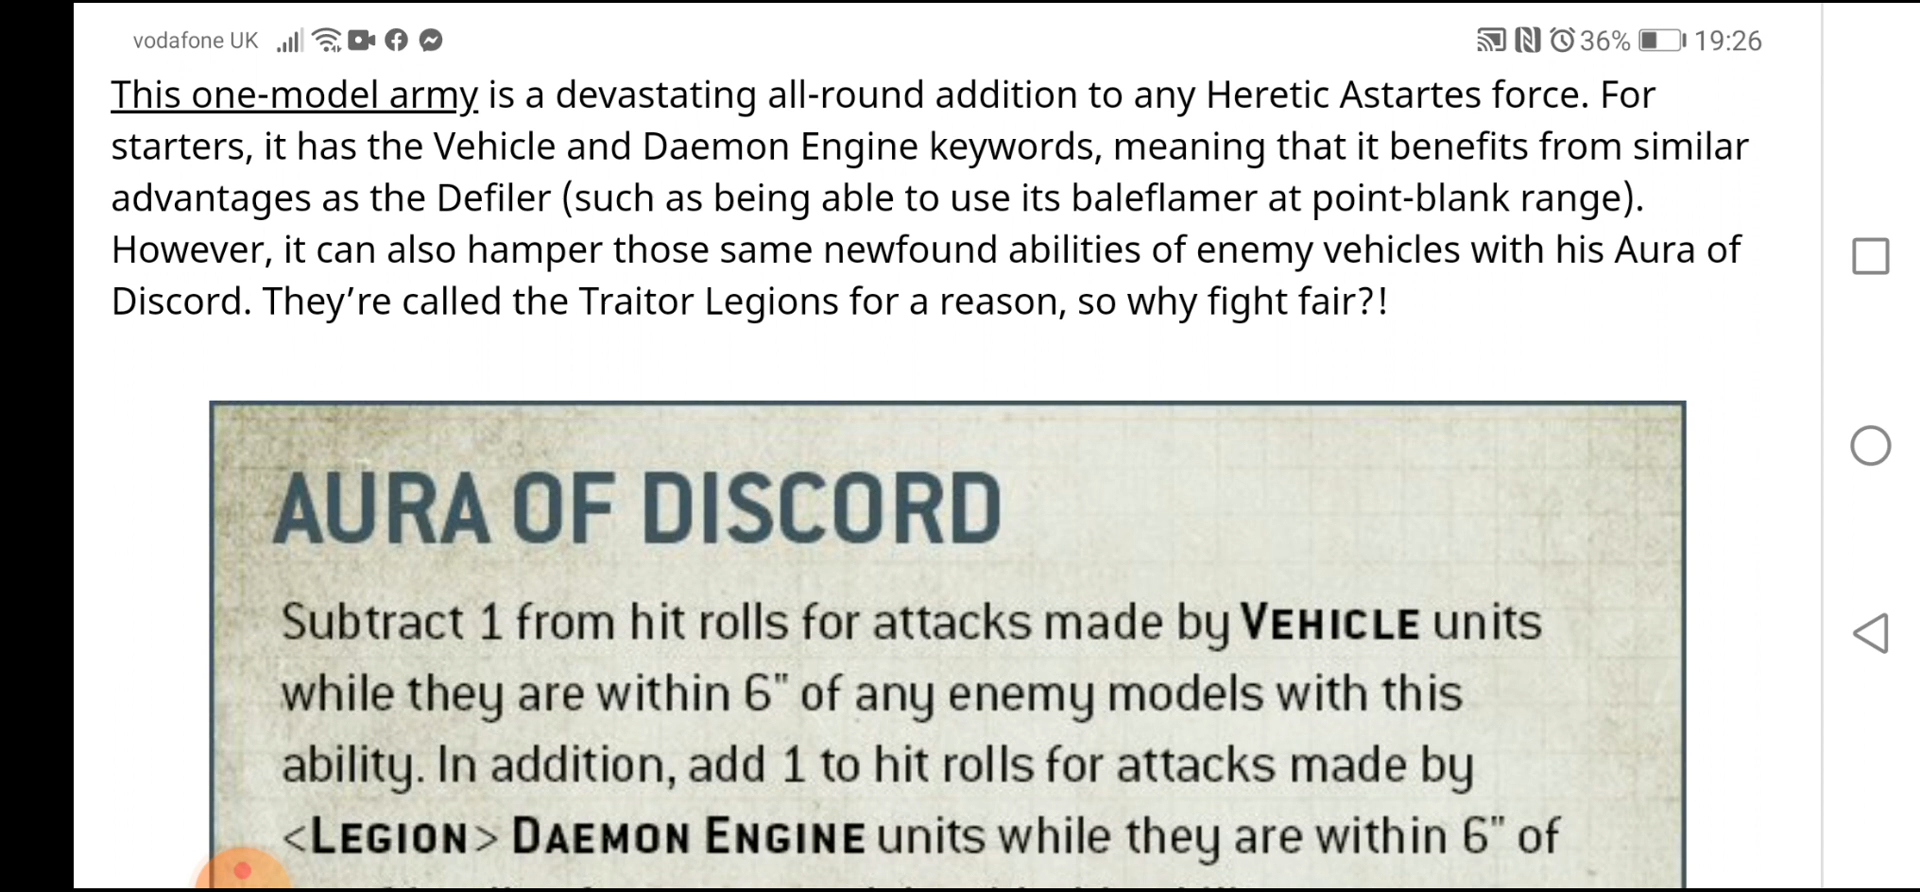 vodafone UK 36% 19:26
This one-model army is a devastating all-round addition to any Heretic Astartes force. For
starters, it has the Vehicle and Daemon Engine keywords, meaning that it benefits from similar
advantages as the Defiler (such as being able to use its baleflamer at point-blank range).
However, it can also hamper those same newfound abilities of enemy vehicles with his Aura of
Discord. They’re called the Traitor Legions for a reason, so why fight fair?!
AURA OF DISCORD
Subtract 1 from hit rolls for attacks made by VEHICLE units
while they are within 6" of any enemy models with this
ability. In addition, add 1 to hit rolls for attacks made by
<LEGION> DAEMON ENGINE units while they are within 6" of